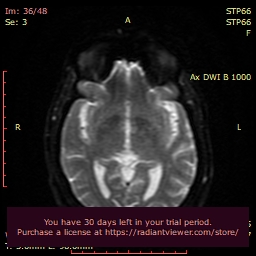 Im: 36/48
Se: 3
A
STP66
STP66
F
Ax DWI B 1000
R
L
You have 30 days left in your trial period.
Purchase a license at https://radiantviewer.com/store/